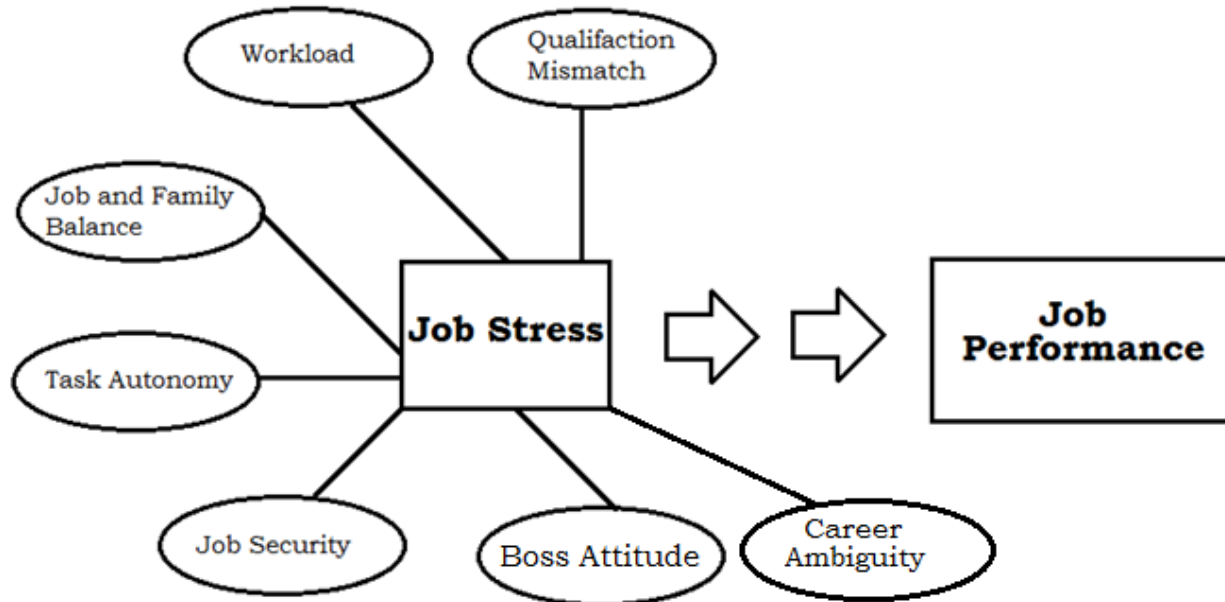 Workload
Qualifaction
Mismatch
Job and Family
Balance
Job Stress
Job
Performance
Task Autonomy
Job Security
Boss Attitude
Career
Ambiguity